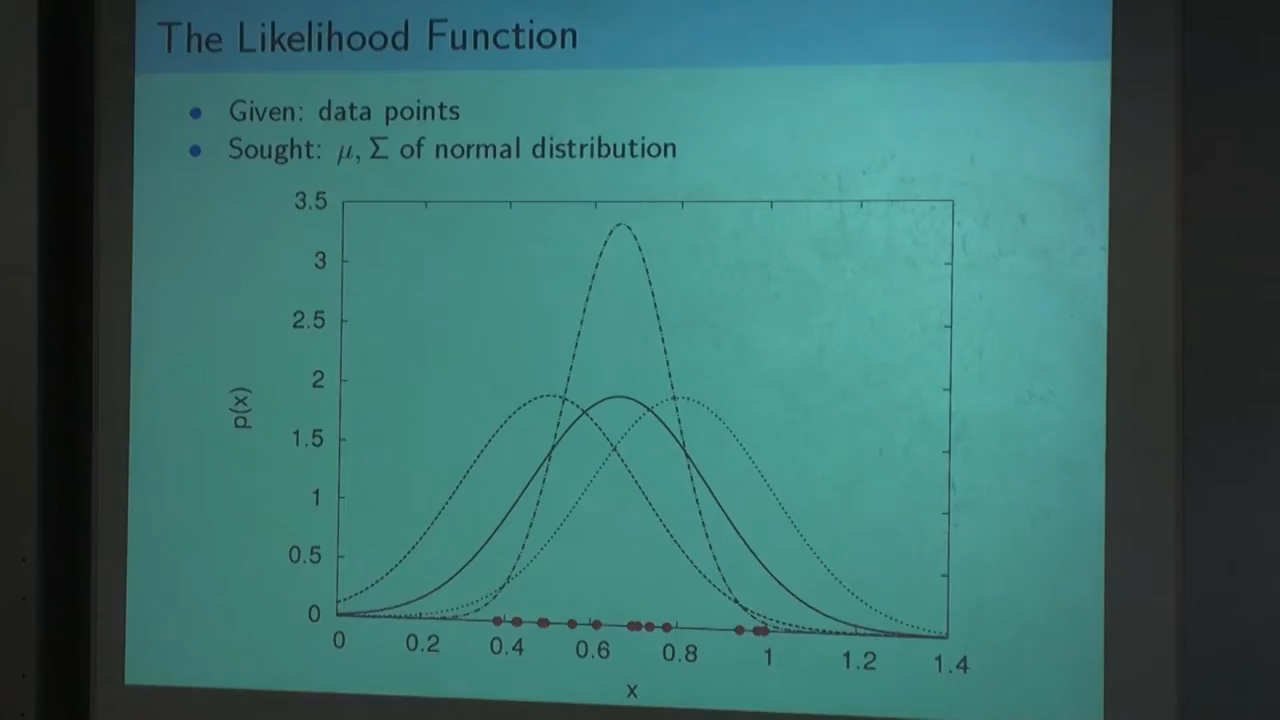 The Likelihood Function
• Given: data points
• Sought: μ, Σ of normal distribution
3.5
3
2.5
2
1.5
1
0.5
0
p(x)
0 0.2 0.4 0.6 0.8 1 1.2 1.4
x